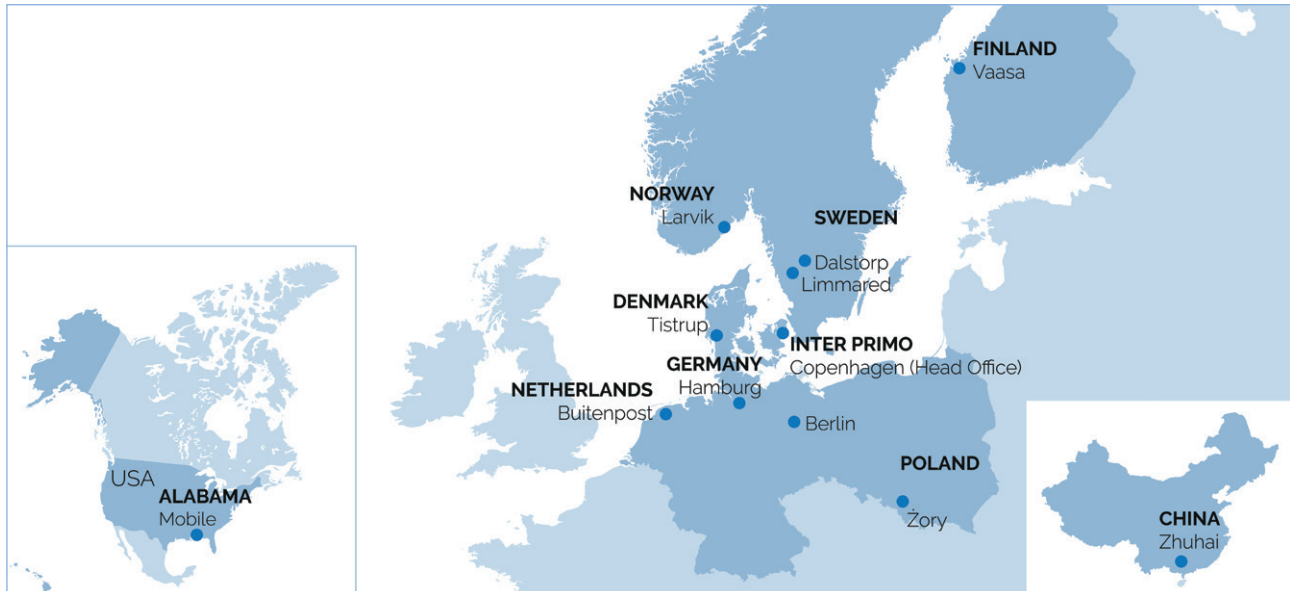 FINLAND
Vaasa
NORWAY
Larvik
SWEDEN
Dalstorp
Limmared
DENMARK
Tistrup
INTER PRIMO
Copenhagen (Head Office)
GERMANY
Hamburg
NETHERLANDS
Buitenpost
Berlin
POLAND
Żory
USA
ALABAMA
Mobile
CHINA
Zhuhai